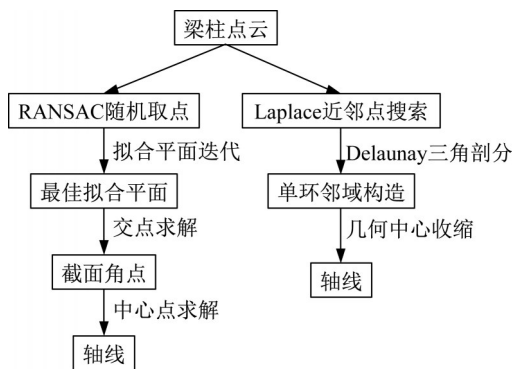 梁柱点云
RANSAC随机取点
Laplace近邻点搜索
拟合平面迭代
Delaunay三角剖分
最佳拟合平面
单环邻域构造
交点求解
几何中心收缩
截面角点
轴线
中心点求解
轴线